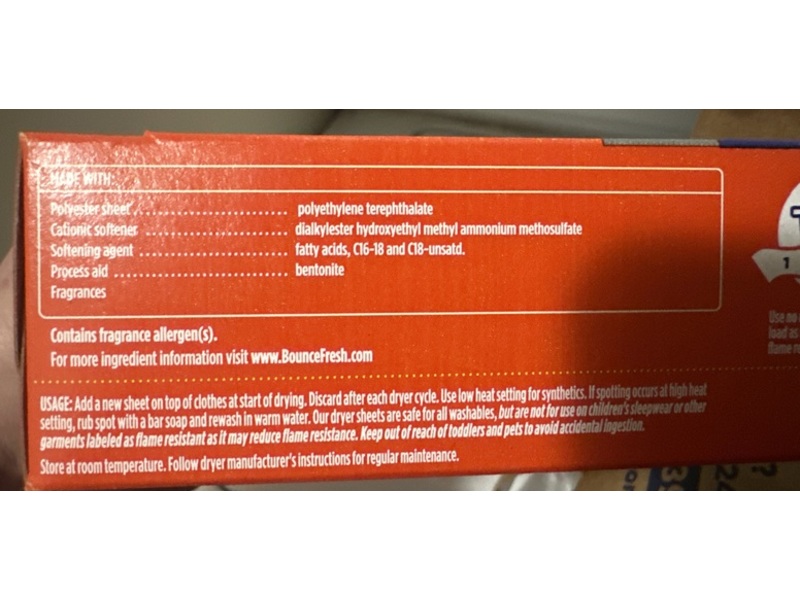 MADE WITH:
Polyester sheet ................................ polyethylene terephthalate
Cationic softener ............................... dialkylester hydroxyethyl methyl ammonium methosulfate
Softening agent ................................ fatty acids, C16-18 and C18-unsatd.
Process aid ..................................... bentonite
Fragrances
Contains fragrance allergen(s).
For more ingredient information visit www.BounceFresh.com
USAGE: Add a new sheet on top of clothes at start of drying. Discard after each dryer cycle. Use low heat setting for synthetics. If spotting occurs at high heat
setting, rub spot with a bar soap and rewash in warm water. Our dryer sheets are safe for all washables, but are not for use on children's sleepwear or other
garments labeled as flame resistant as it may reduce flame resistance. Keep out of reach of toddlers and pets to avoid accidental ingestion.
Store at room temperature. Follow dryer manufacturer's instructions for regular maintenance.
1
Use no
load as
flame